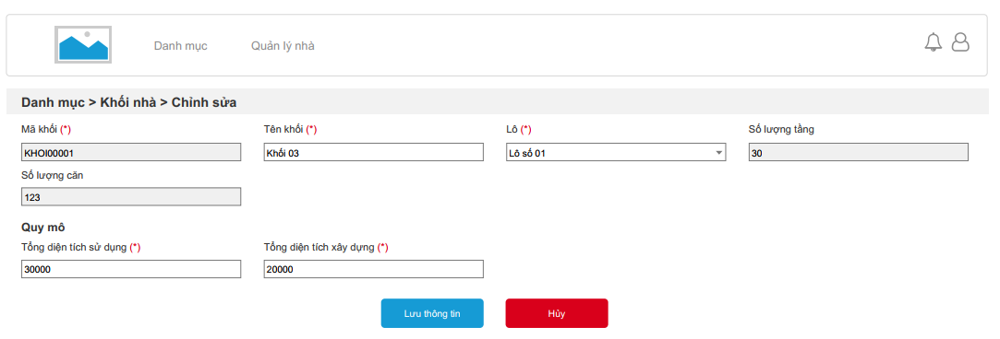 Danh mục Quản lý nhà
Danh mục > Khối nhà > Chỉnh sửa
Mã khối (*) Tên khối (*) Lô (*) Số lượng tầng
KHOI00001 Khối 03 Lô số 01 30
Số lượng căn
123
Quy mô
Tổng diện tích sử dụng (*) Tổng diện tích xây dựng (*)
30000 20000
Lưu thông tin Hủy